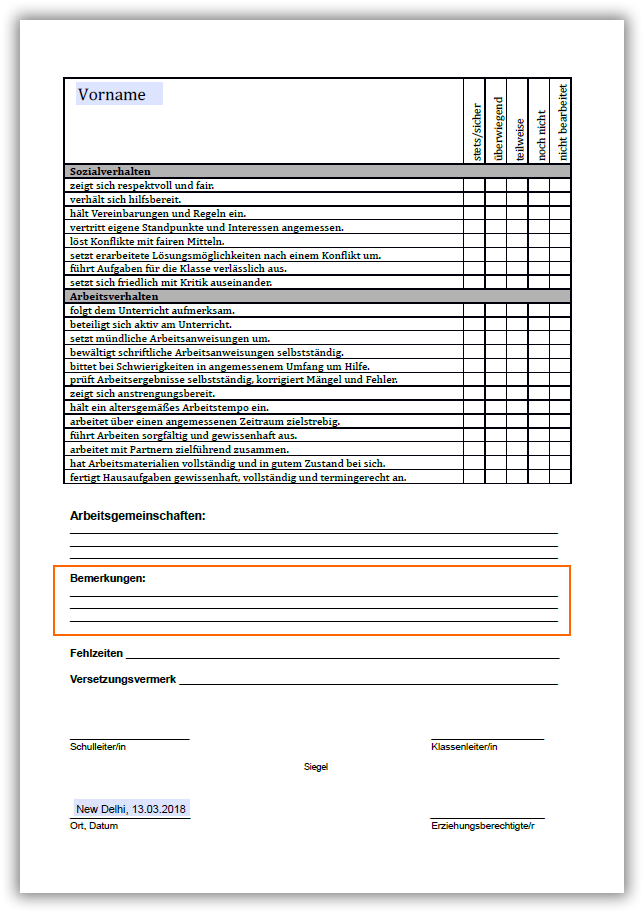 Vorname
stets/sicher
überwiegend
teilweise
noch nicht
nicht bearbeitet
Sozialverhalten
zeigt sich respektvoll und fair.
verhält sich hilfsbereit.
hält Vereinbarungen und Regeln ein.
vertritt eigene Standpunkte und Interessen angemessen.
löst Konflikte mit fairen Mitteln.
setzt erarbeitete Lösungsmöglichkeiten nach einem Konflikt um.
führt Aufgaben für die Klasse verlässlich aus.
setzt sich friedlich mit Kritik auseinander.
Arbeitsverhalten
folgt dem Unterricht aufmerksam.
beteiligt sich aktiv am Unterricht.
setzt mündliche Arbeitsanweisungen um.
bewältigt schriftliche Arbeitsanweisungen selbstständig.
bittet bei Schwierigkeiten in angemessenem Umfang um Hilfe.
prüft Arbeitsergebnisse selbstständig, korrigiert Mängel und Fehler.
zeigt sich anstrengungsbereit.
hält ein altersgemäßes Arbeitstempo ein.
arbeitet über einen angemessenen Zeitraum zielstrebig.
führt Arbeiten sorgfältig und gewissenhaft aus.
arbeitet mit Partnern zielführend zusammen.
hat Arbeitsmaterialien vollständig und in gutem Zustand bei sich.
fertigt Hausaufgaben gewissenhaft, vollständig und termingerecht an.
Arbeitsgemeinschaften:
Bemerkungen:
Fehlzeiten
Versetzungsvermerk
Schulleiter/in Klassenleiter/in
Siegel
New Delhi, 13.03.2018
Ort, Datum Erziehungsberechtigte/r